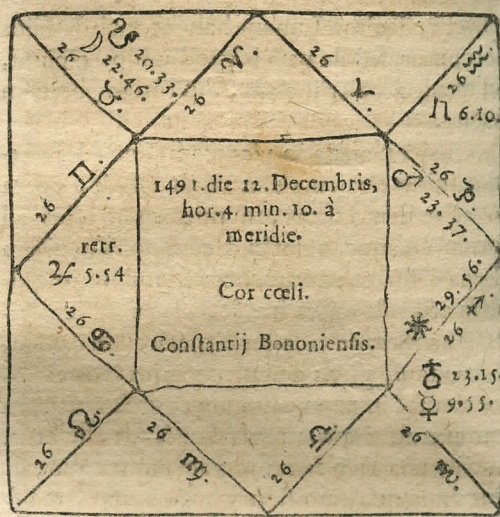 26 ☽ ☋ 20.33.
22.46.
♉.
26 ♈.
26
♓.
26 ♒
♄ 6.10.
26 ♊.
♂ 26 ♑
23.37.
1491.die 12.Decembris,
hor.4 min.10. à
meridie.
Cor cœli.
Conſtantij Bononienſis.
retr.
♃ 5.54
26 ♋
☀ 29.56.
26 ♐
♁ 23.15
☿ 9.55.
26 ♌
26 ♍.
26 ♎
26 ♏.